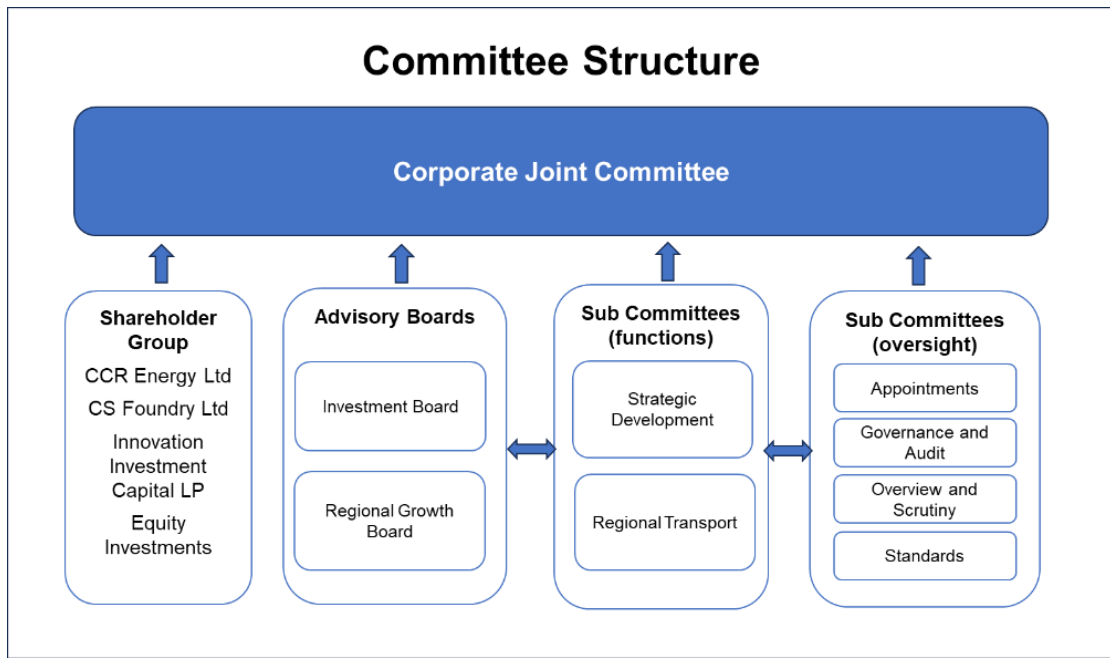 Committee Structure
Corporate Joint Committee
Shareholder
Group
CCR Energy Ltd
CS Foundry Ltd
Innovation
Investment
Capital LP
Equity
Investments
Advisory Boards
Investment Board
Regional Growth
Board
Sub Committees
(functions)
Strategic
Development
Regional Transport
Sub Committees
(oversight)
Appointments
Governance and
Audit
Overview and
Scrutiny
Standards